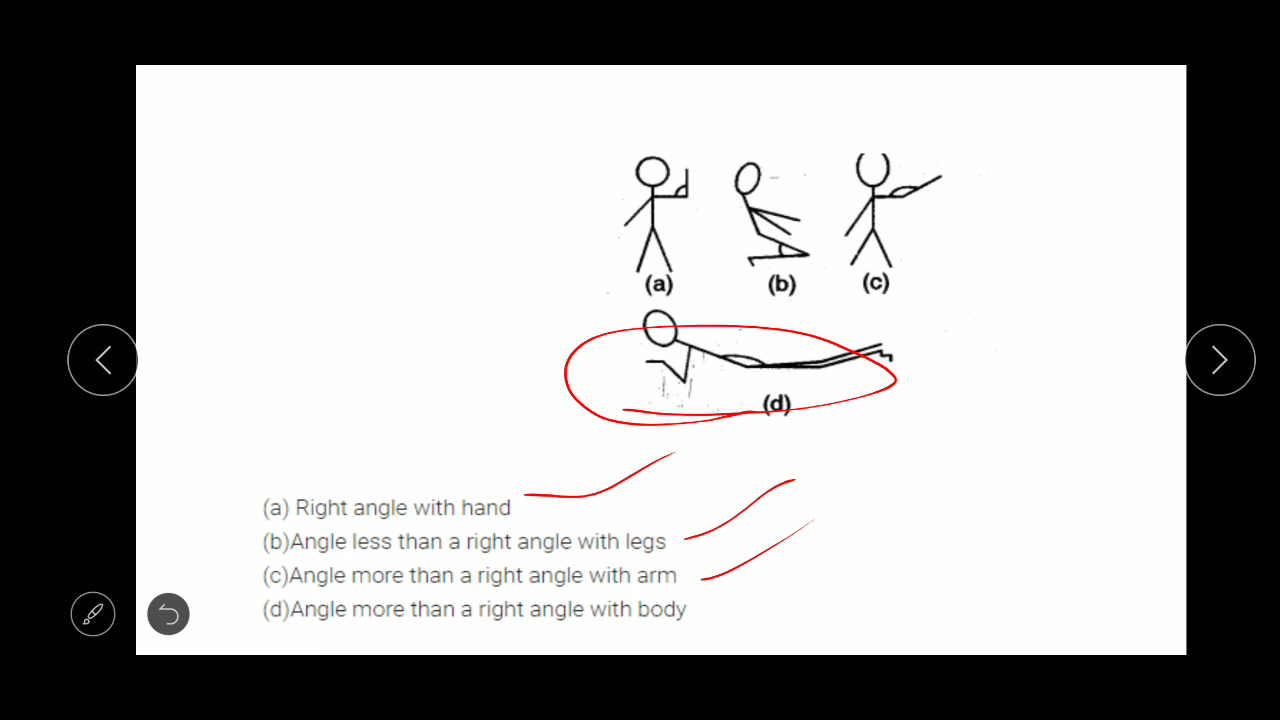 (a) (b) (c)
(d)
(a) Right angle with hand
(b)Angle less than a right angle with legs
(c)Angle more than a right angle with arm
(d)Angle more than a right angle with body